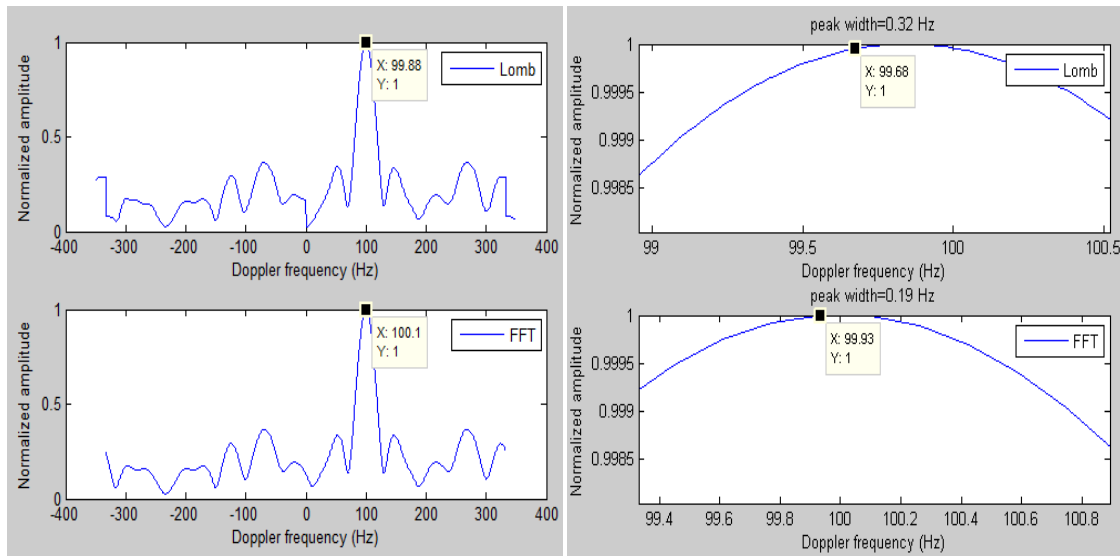 1
0.5
0
Normalized amplitude
X: 99.88
Y: 1
Lomb
-400 -300 -200 -100 0 100 200 300 400
Doppler frequency (Hz)
peak width=0.32 Hz
1
0.9995
0.999
0.9985
Normalized amplitude
X: 99.68
Y: 1
Lomb
99 99.5 100 100.5
Doppler frequency (Hz)
1
0.5
0
Normalized amplitude
X: 100.1
Y: 1
FFT
-400 -300 -200 -100 0 100 200 300 400
Doppler frequency (Hz)
peak width=0.19 Hz
1
0.9995
0.999
0.9985
Normalized amplitude
X: 99.93
Y: 1
FFT
99.4 99.6 99.8 100 100.2 100.4 100.6 100.8
Doppler frequency (Hz)